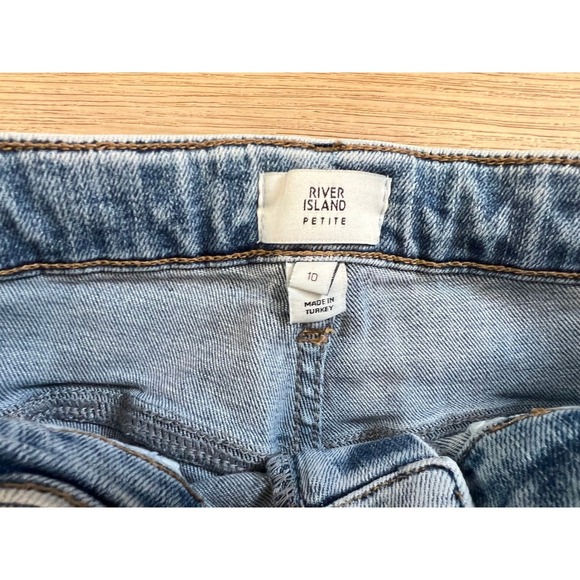 RIVER
ISLAND
PETITE
10
MADE IN
TURKEY